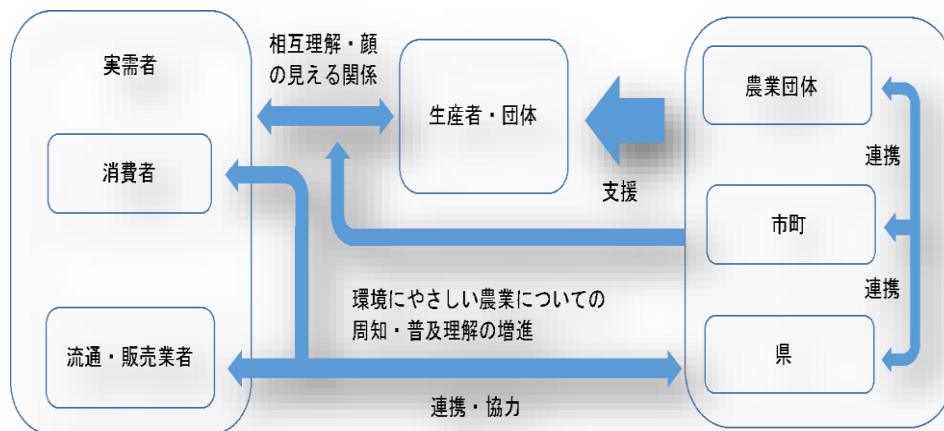 実需者
消費者
流通・販売業者
相互理解・顔
の見える関係
生産者・団体
支援
農業団体
連携
市町
連携
県
環境にやさしい農業についての
周知・普及理解の増進
連携・協力